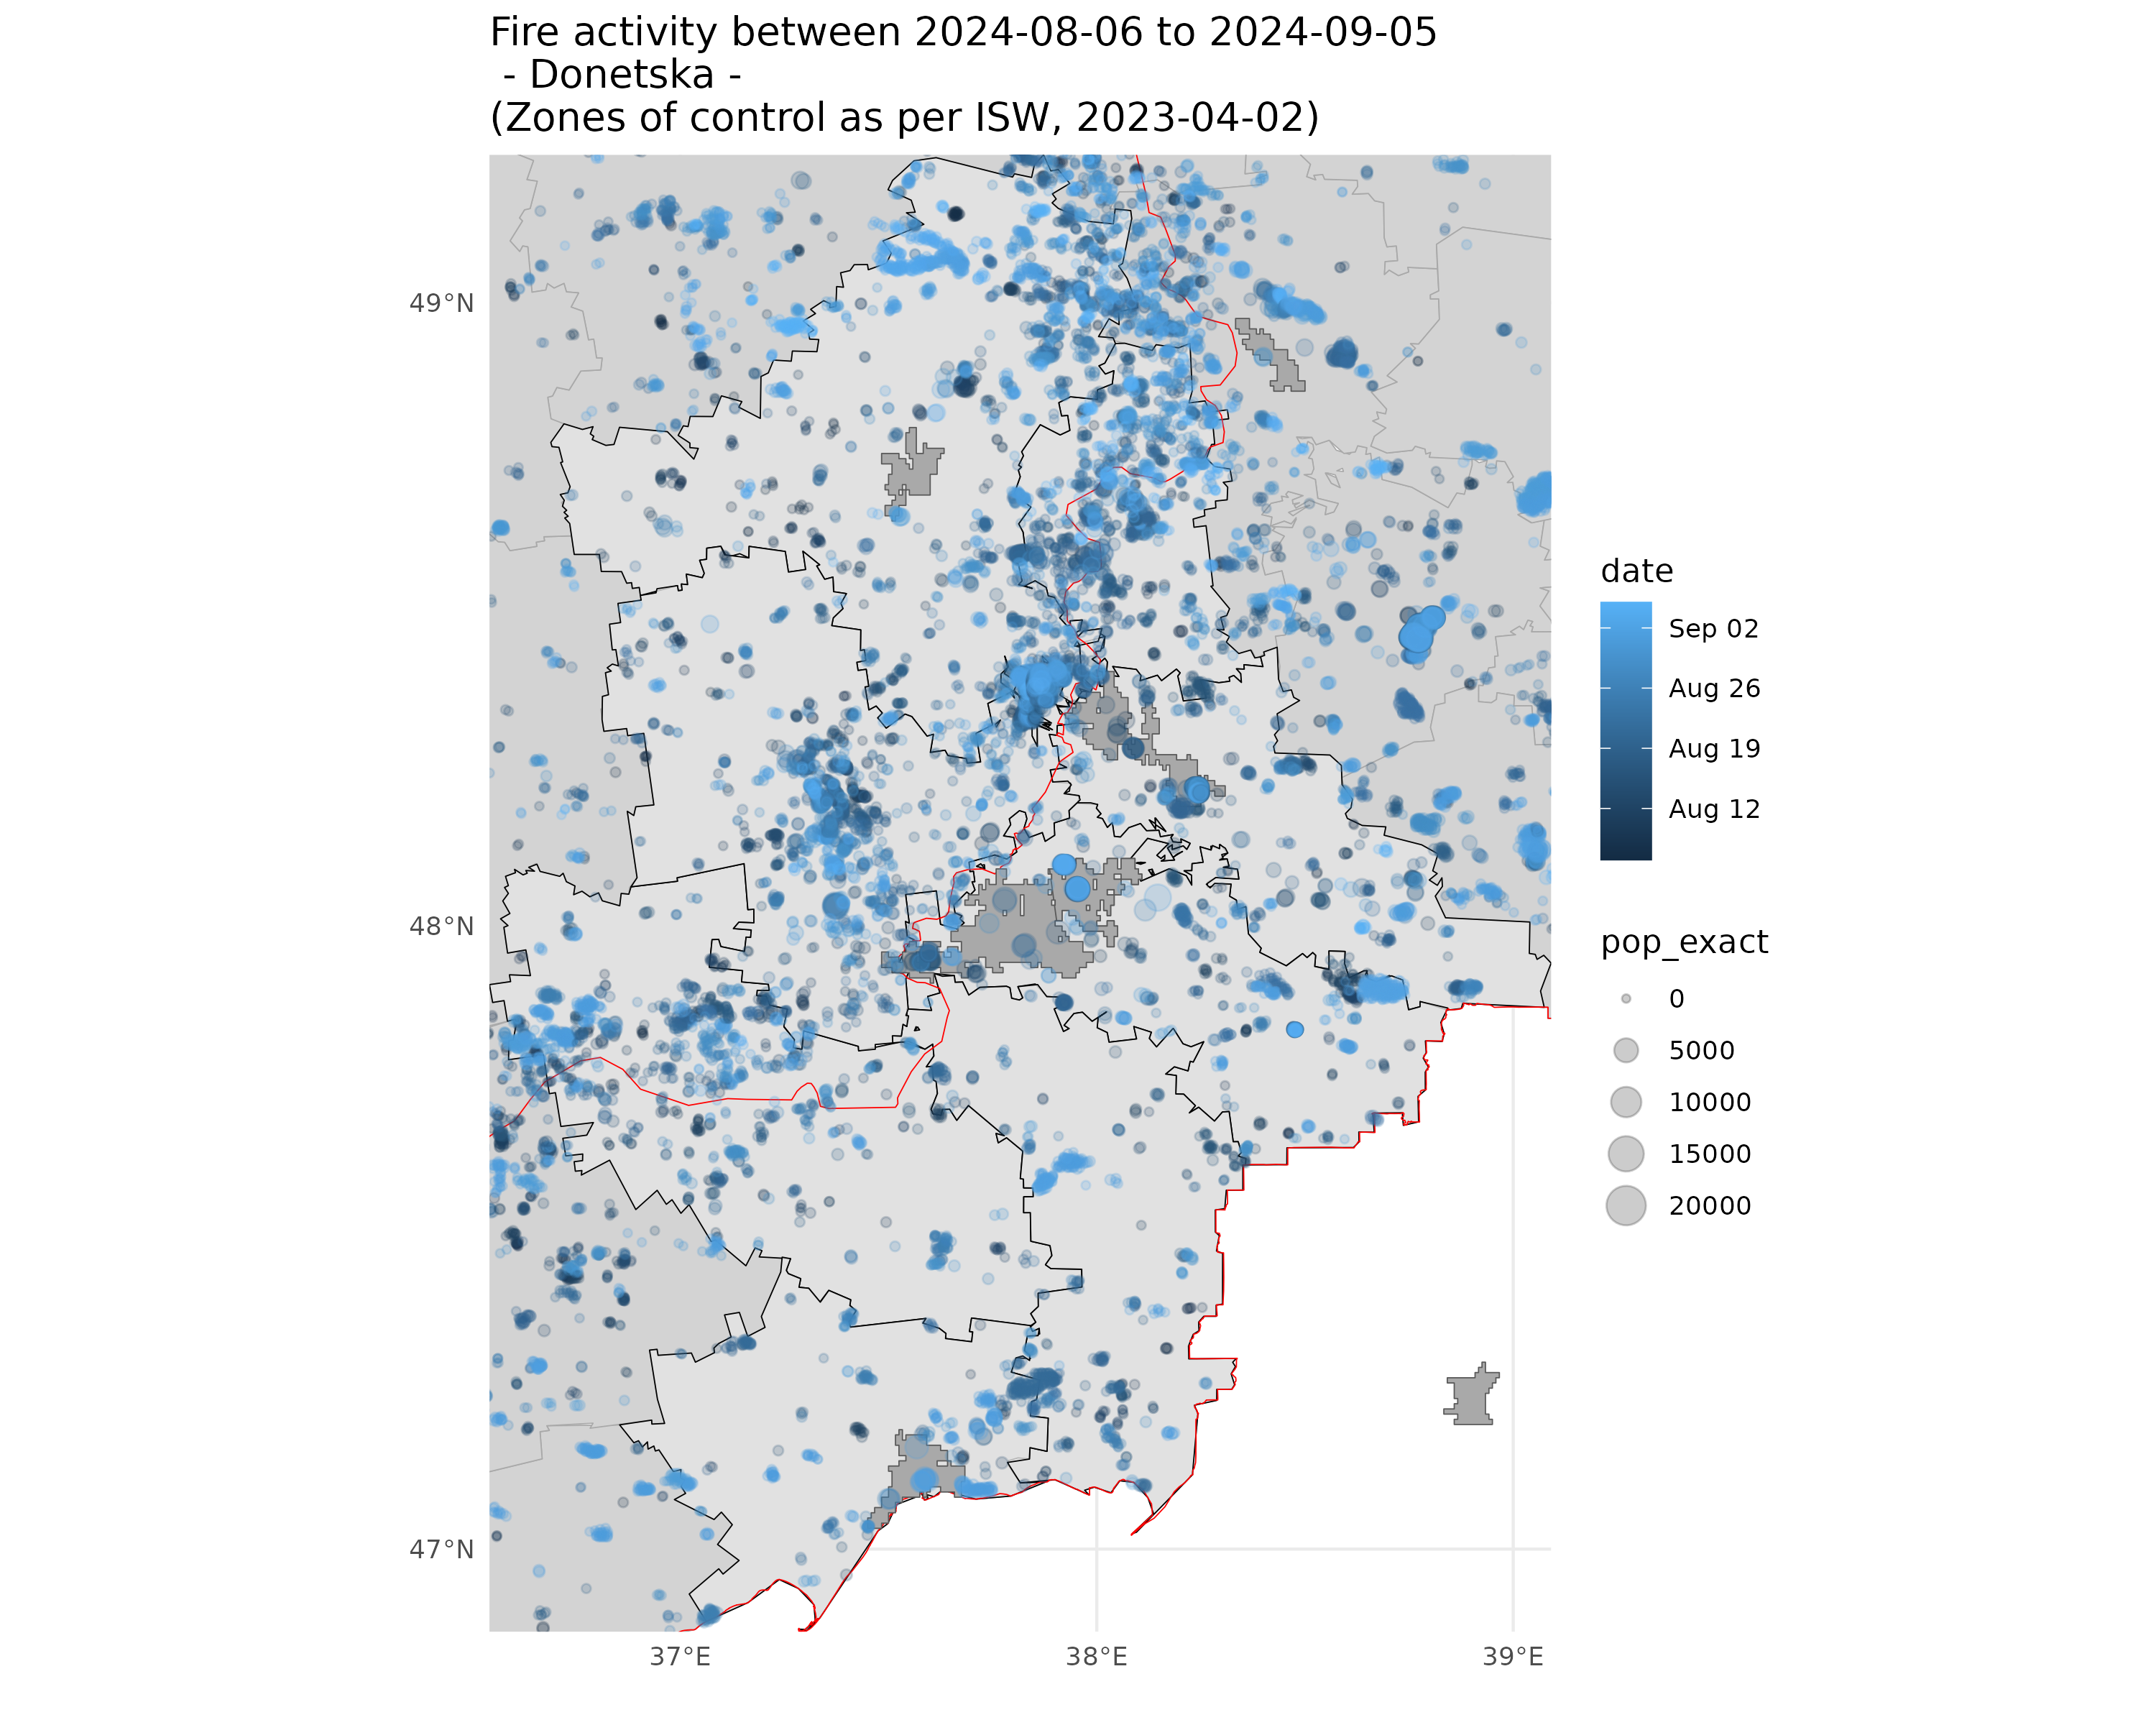 Fire activity between 2024-08-06 to 2024-09-05
- Donetska -
(Zones of control as per ISW, 2023-04-02)
49°N
48°N
47°N
37°E
38°E
39°E
date
Sep 02
Aug 26
Aug 19
Aug 12
pop_exact
0
5000
10000
15000
20000